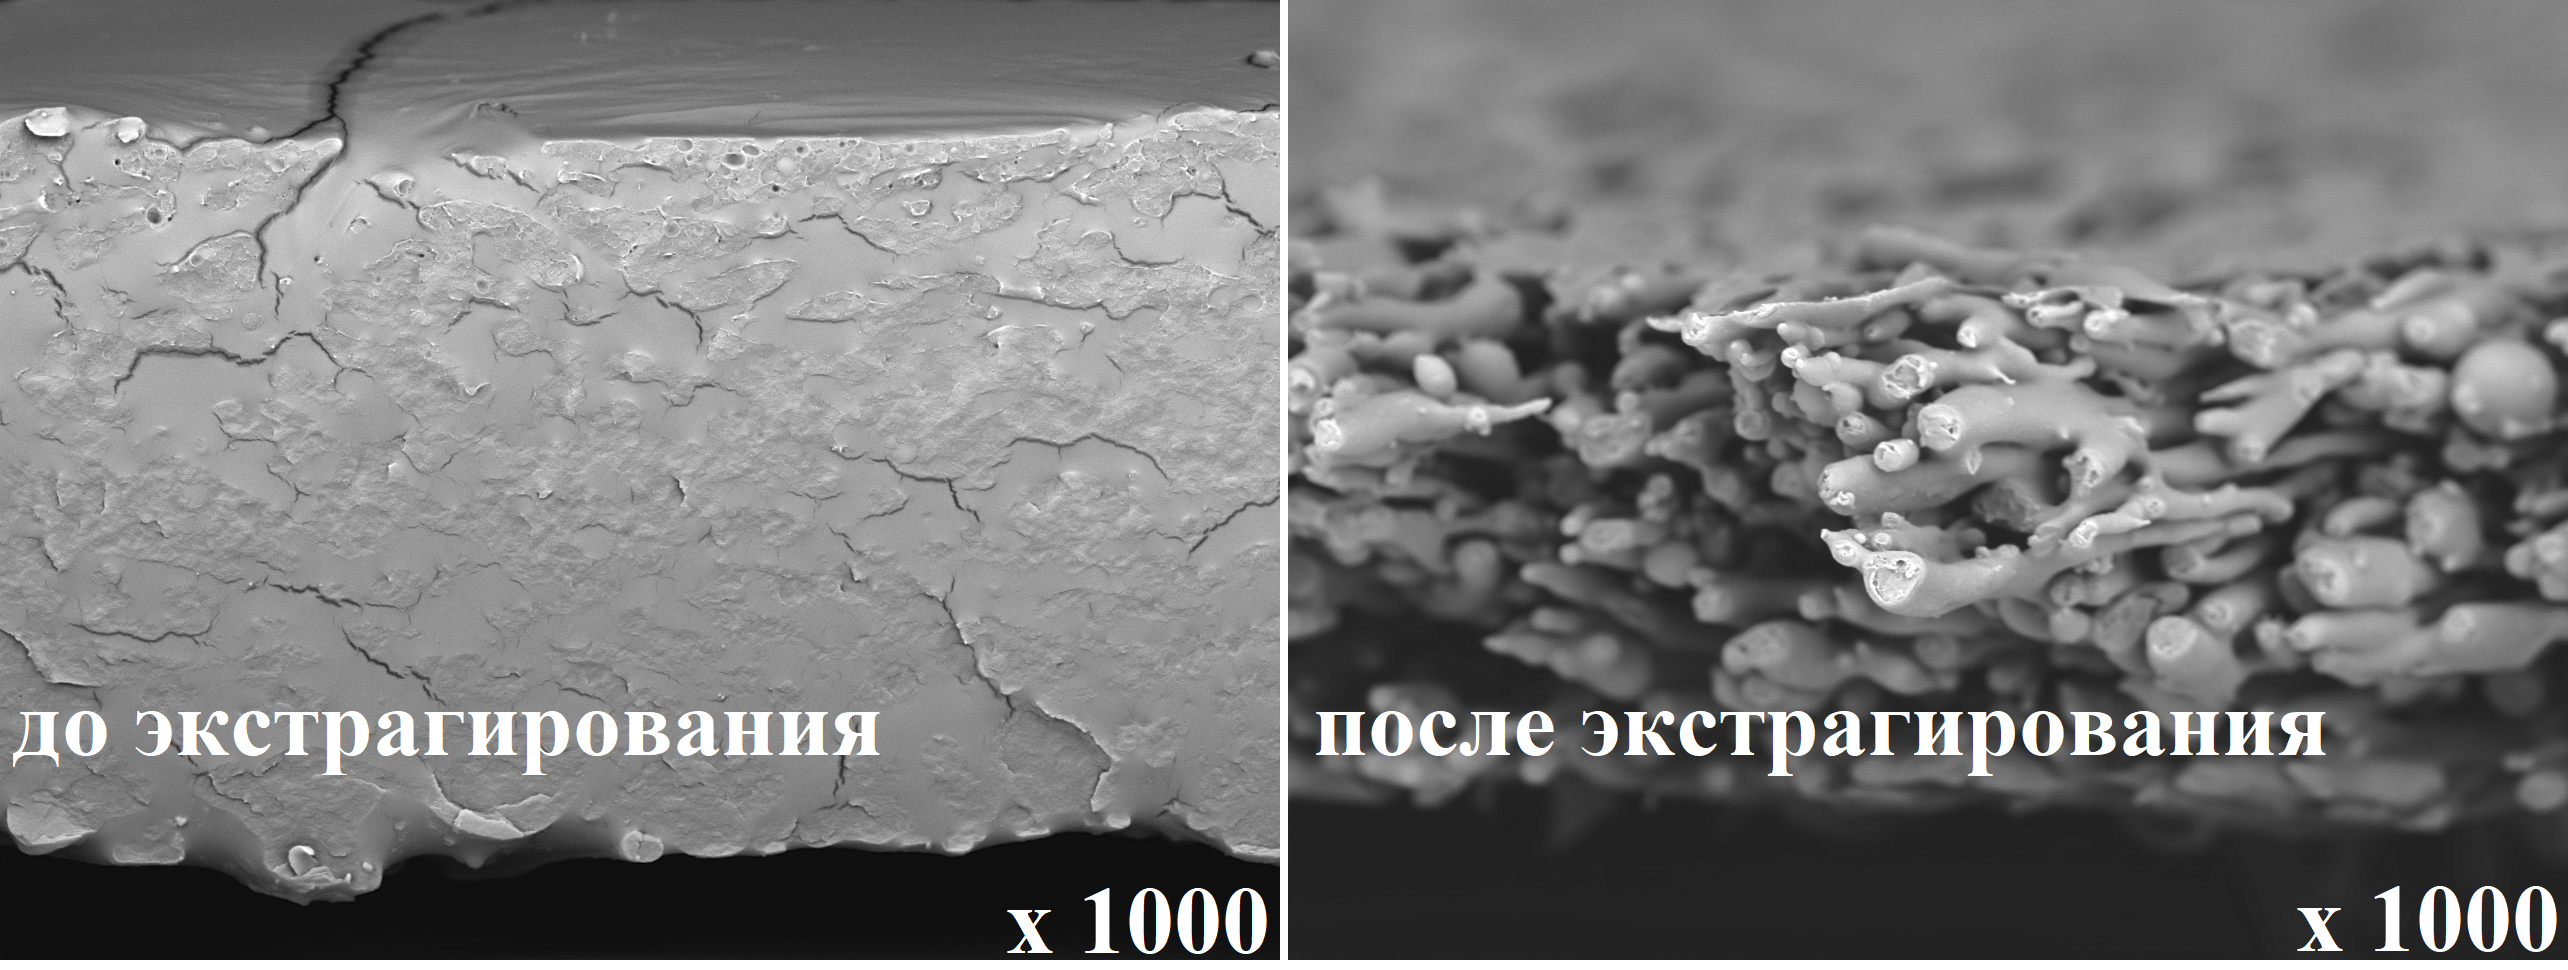 до экстрагирования
x 1000
после экстрагирования
x 1000